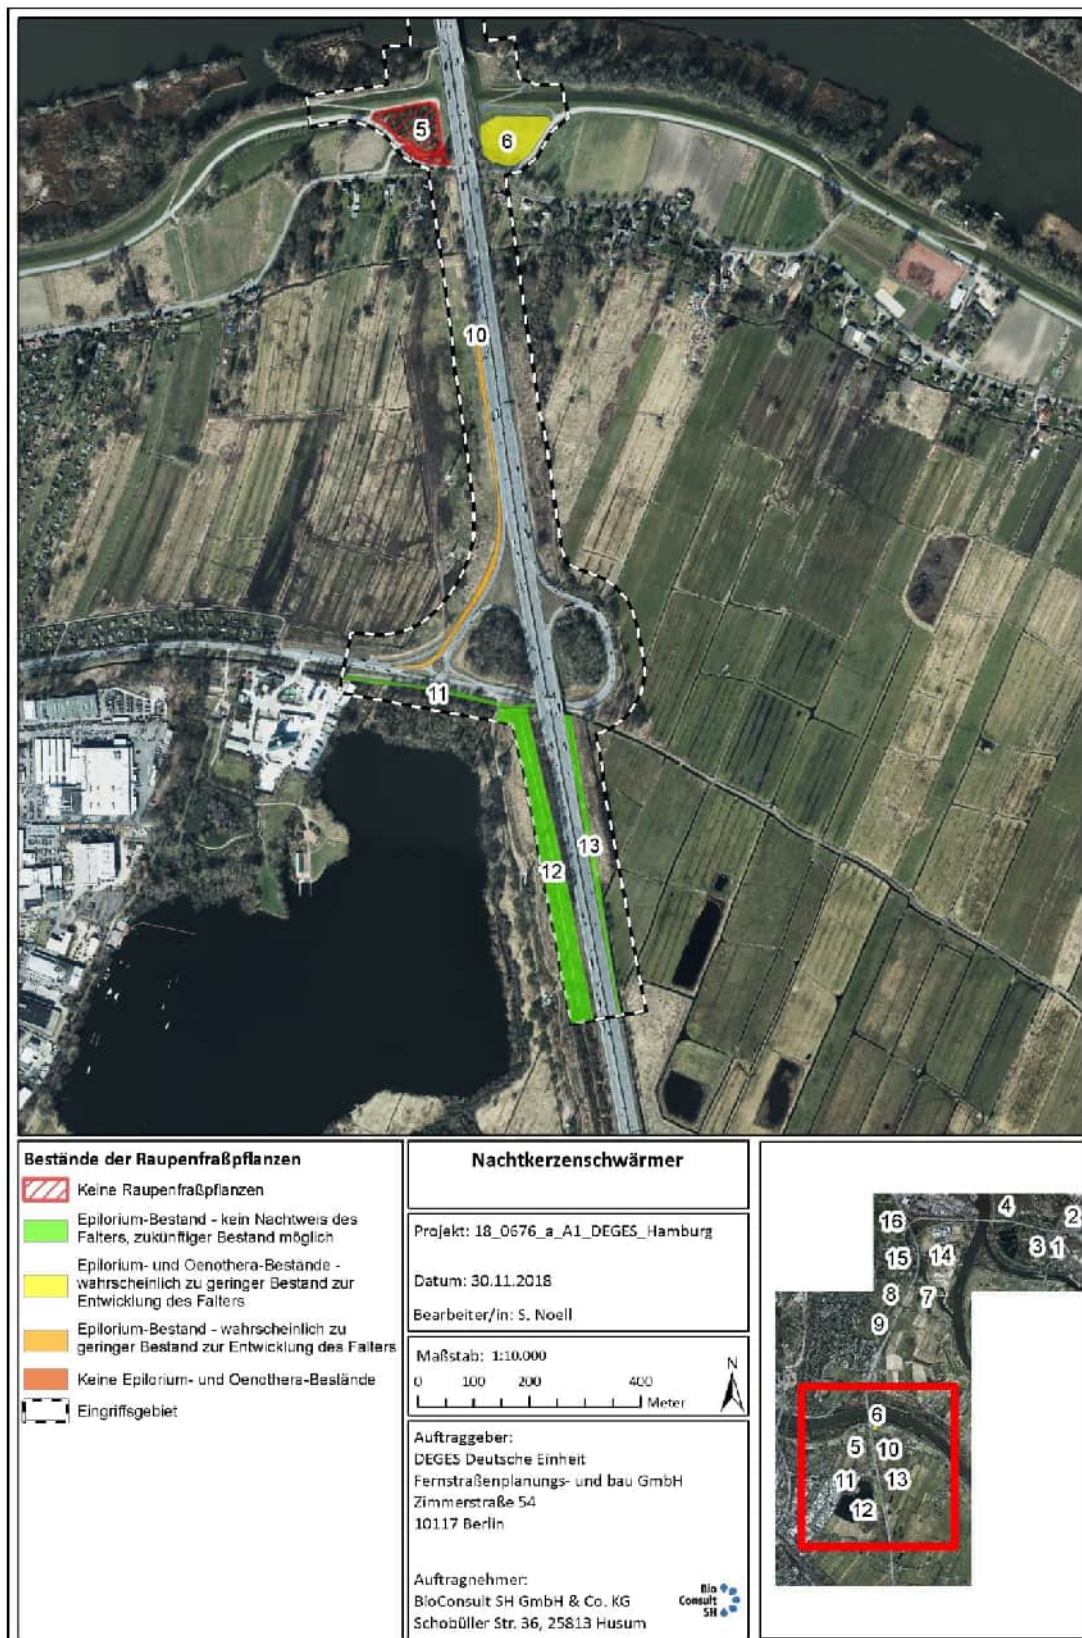 5
6
10
11
12
13
Bestände der Raupenfraßpflanzen
Keine Raupenfraßpflanzen
Epilorium-Bestand - kein Nachtweis des
Falters, zukünftiger Bestand möglich
Epilorium- und Oenothera-Bestände -
wahrscheinlich zu geringer Bestand zur
Entwicklung des Falters
Epilorium-Bestand - wahrscheinlich zu
geringer Bestand zur Entwicklung des Falters
Keine Epilorium- und Oenothera-Bestände
Eingriffsgebiet
Nachtkerzenschwärmer
Projekt: 18_0676_a_A1_DEGES_Hamburg
Datum: 30.11.2018
Bearbeiter/in: S. Noell
Maßstab: 1:10.000
0 100 200 400
Meter
N
Auftraggeber:
DEGES Deutsche Einheit
Fernstraßenplanungs- und bau GmbH
Zimmerstraße 54
10117 Berlin
Auftragnehmer:
BioConsult SH GmbH & Co. KG
Schobüller Str. 36, 25813 Husum
Bio
Consult
SH
4
16
2
3
1
15
14
8
7
9
6
5
10
11
13
12